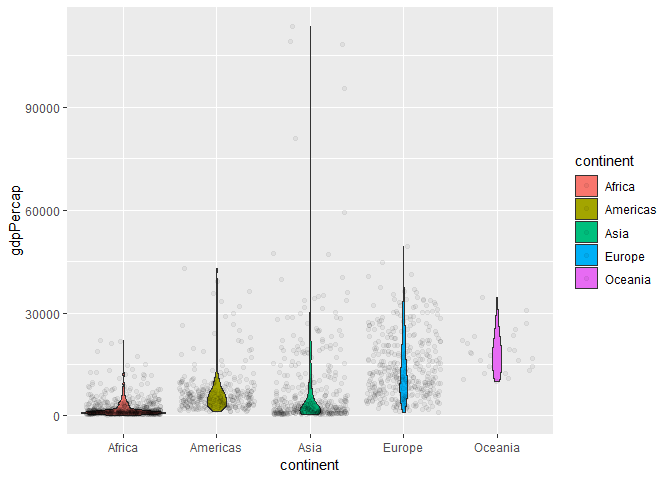 gdpPercap
90000
60000
30000
0
Africa Americas Asia Europe Oceania
continent
continent
Africa
Americas
Asia
Europe
Oceania